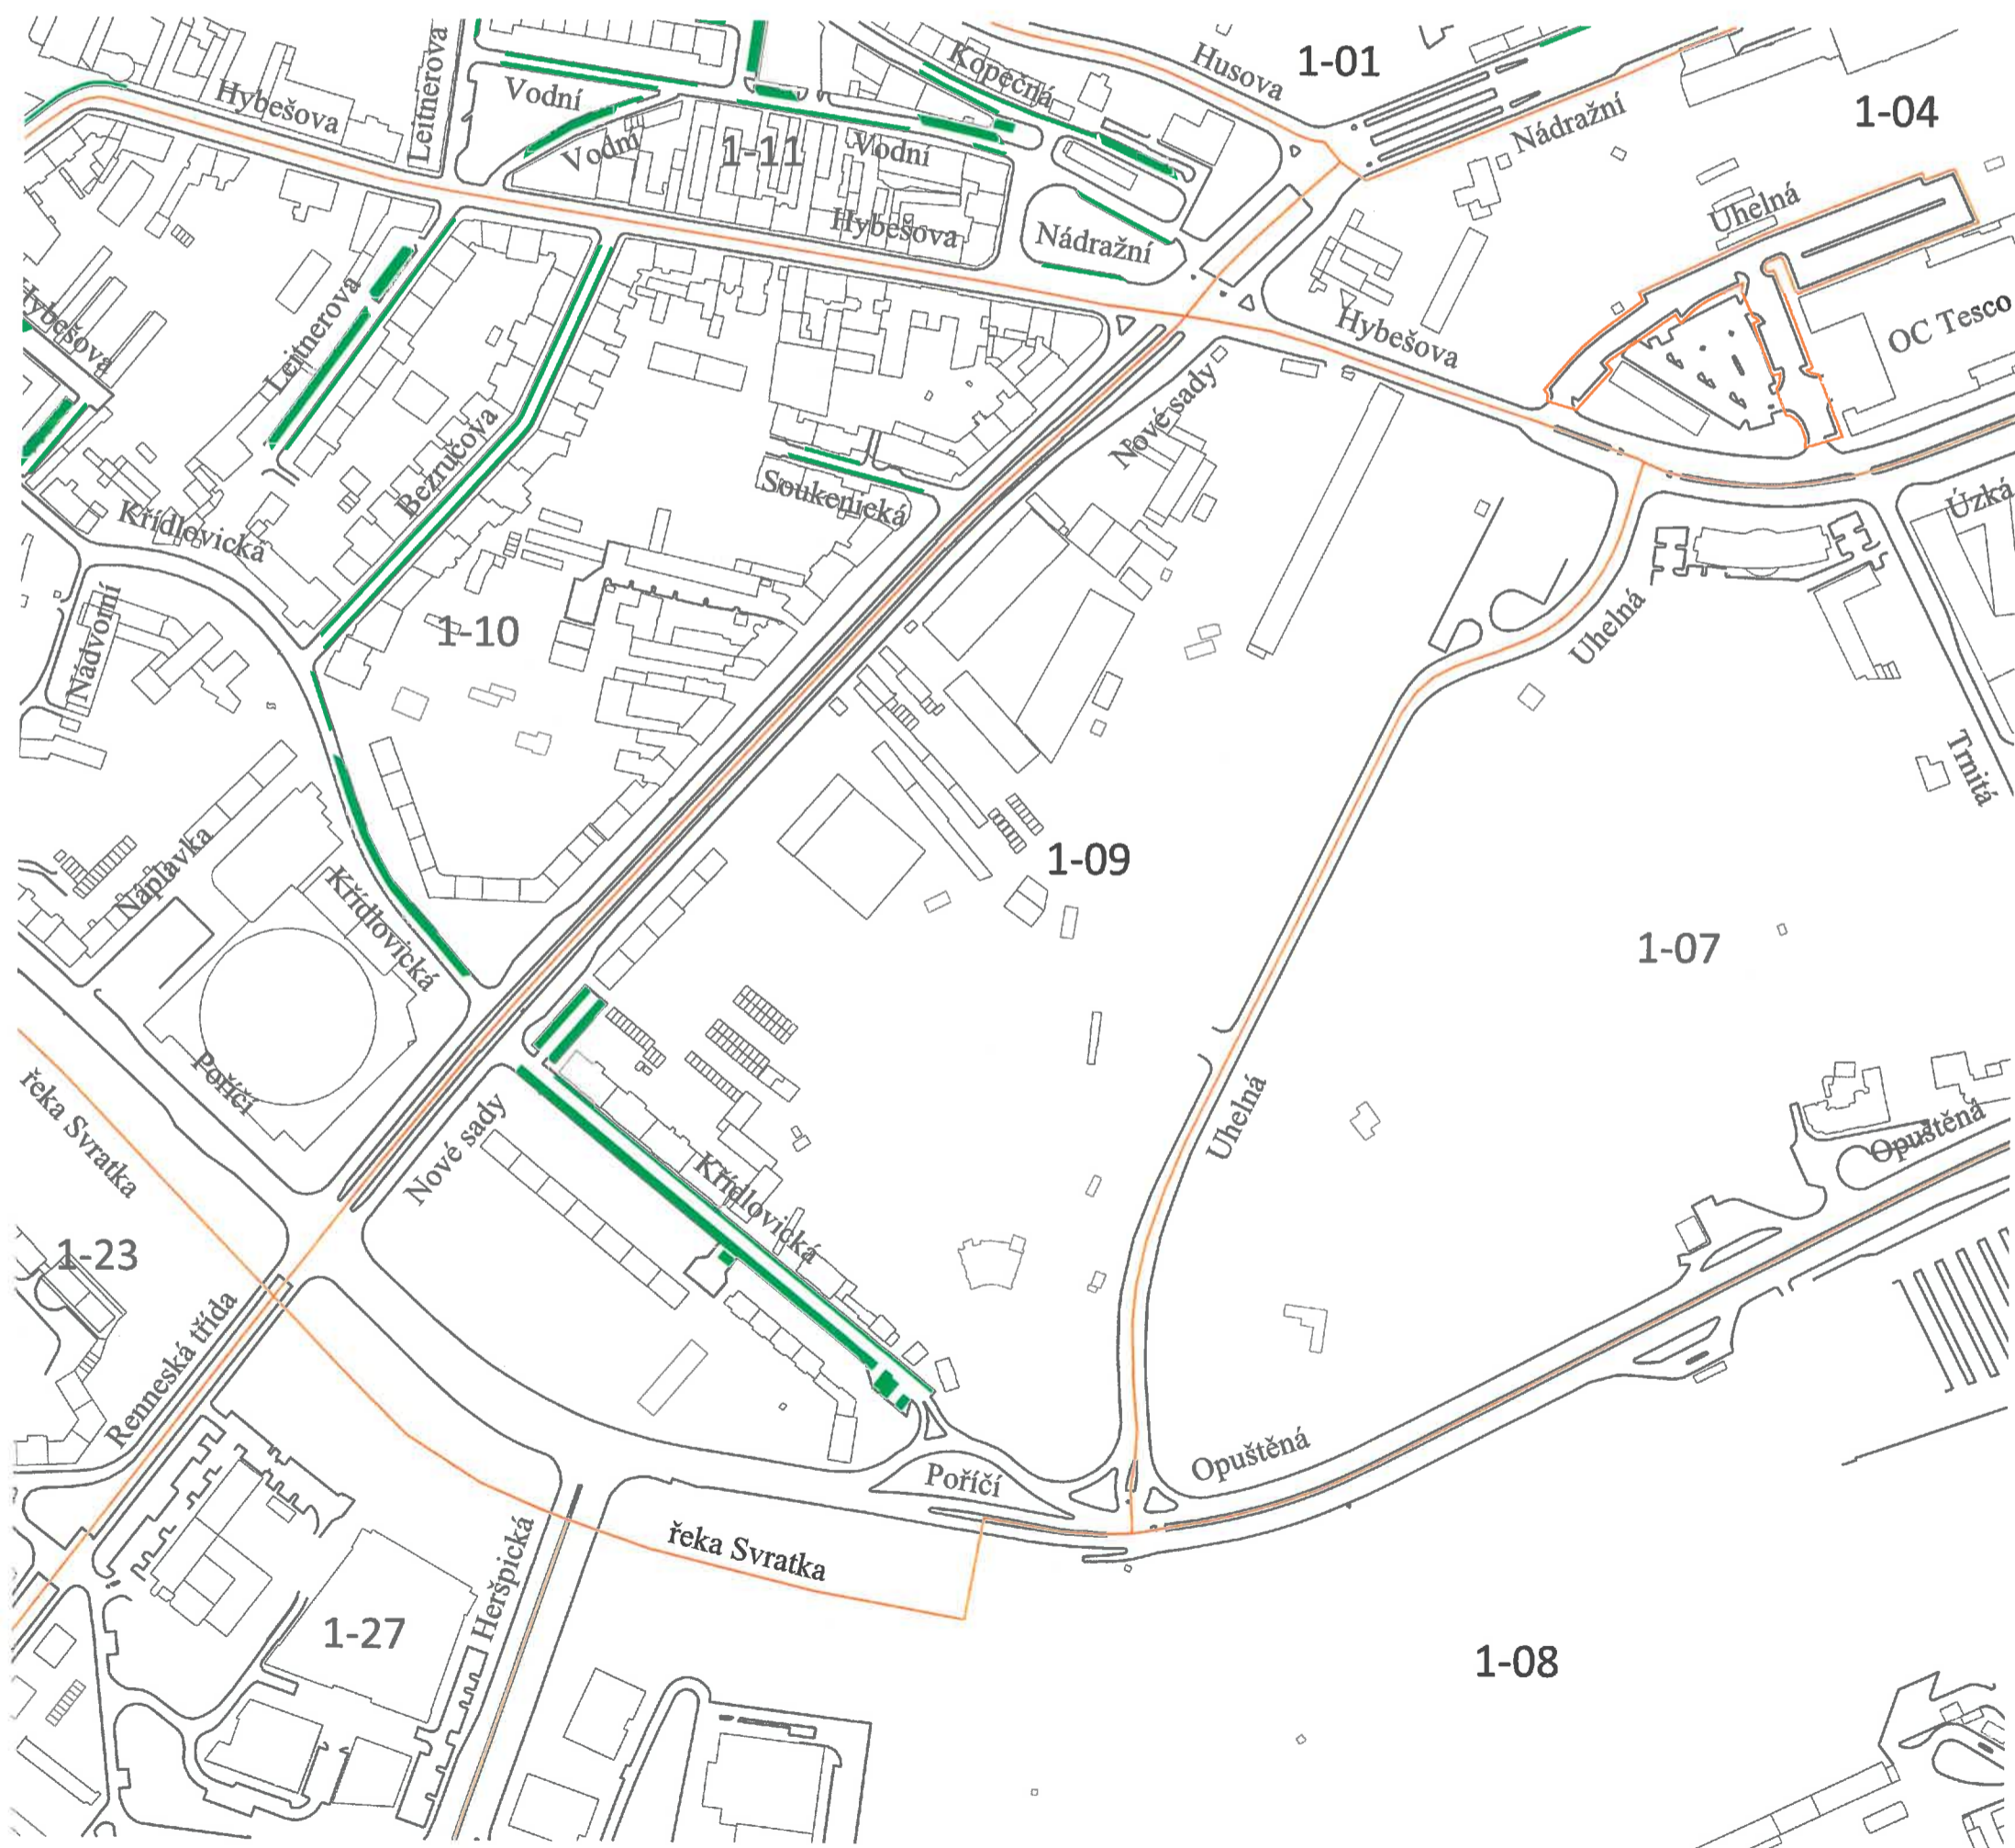 Husova
1-01
Kopečná
Leitnerova
Hybešova
Vodní
Vodní
1-11
Vodní
Nádražní
1-04
Uhelná
Hybešova
Nádražní
OC Tesco
Hybešova
Hybešova
Leitnerova
Nové sady
Bezručova
Soukenická
Úzká
Křídlovická
Nádvorní
1-10
Uhelná
Trnitá
Náplavka
Křídlovická
1-09
1-07
Poříčí
řeka Svratka
Nové sady
Uhelná
Opuštěná
Křídlovická
1-23
Renneská třída
Opuštěná
Poříčí
řeka Svratka
Heršpická
1-27
1-08